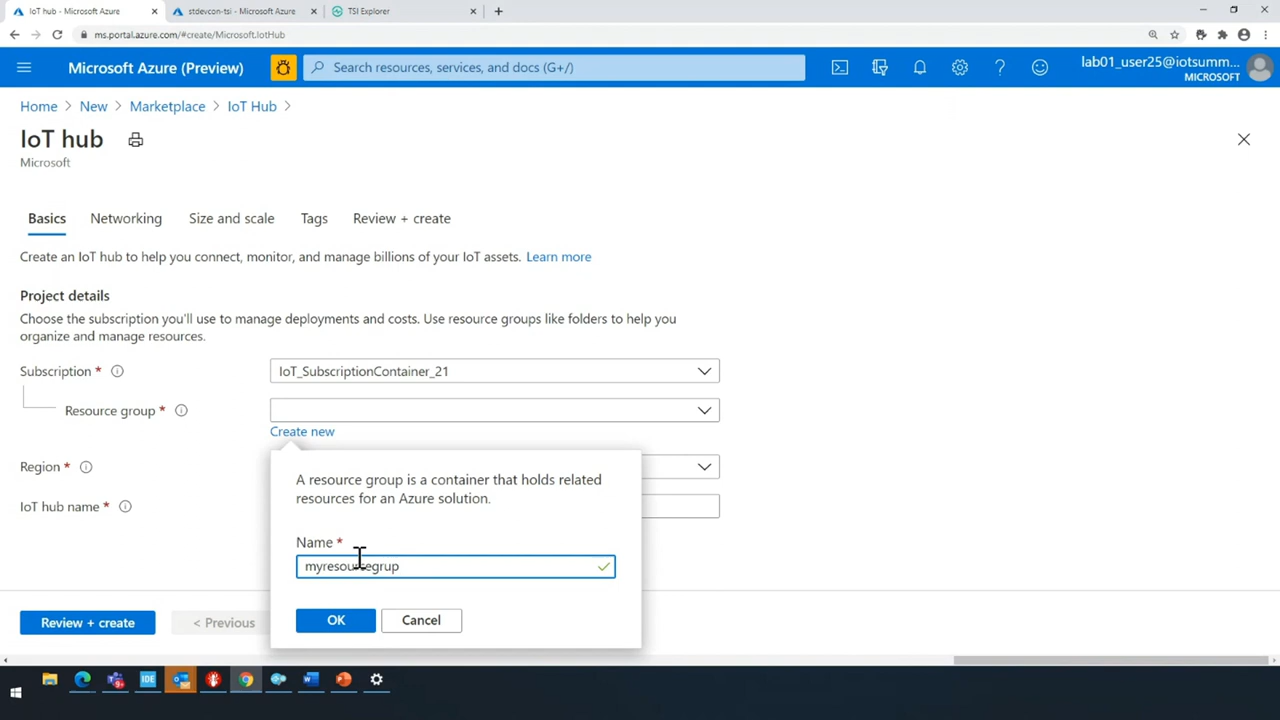 IoT hub - Microsoft Azure
stdevcon-tsi - Microsoft Azure
TSI Explorer
ms.portal.azure.com/#create/Microsoft.IotHub
Microsoft Azure (Preview)
Search resources, services, and docs (G+/)
lab01_user25@iotsumm...
MICROSOFT
Home > New > Marketplace > IoT Hub >
IoT hub
Microsoft
Basics
Networking
Size and scale
Tags
Review + create
Create an IoT hub to help you connect, monitor, and manage billions of your IoT assets. Learn more
Project details
Choose the subscription you'll use to manage deployments and costs. Use resource groups like folders to help you
organize and manage resources.
Subscription *
IoT_SubscriptionContainer_21
Resource group *
Create new
Region *
IoT hub name *
A resource group is a container that holds related
resources for an Azure solution.
Name *
myresourcegrup
OK
Cancel
Review + create
< Previous
IDE